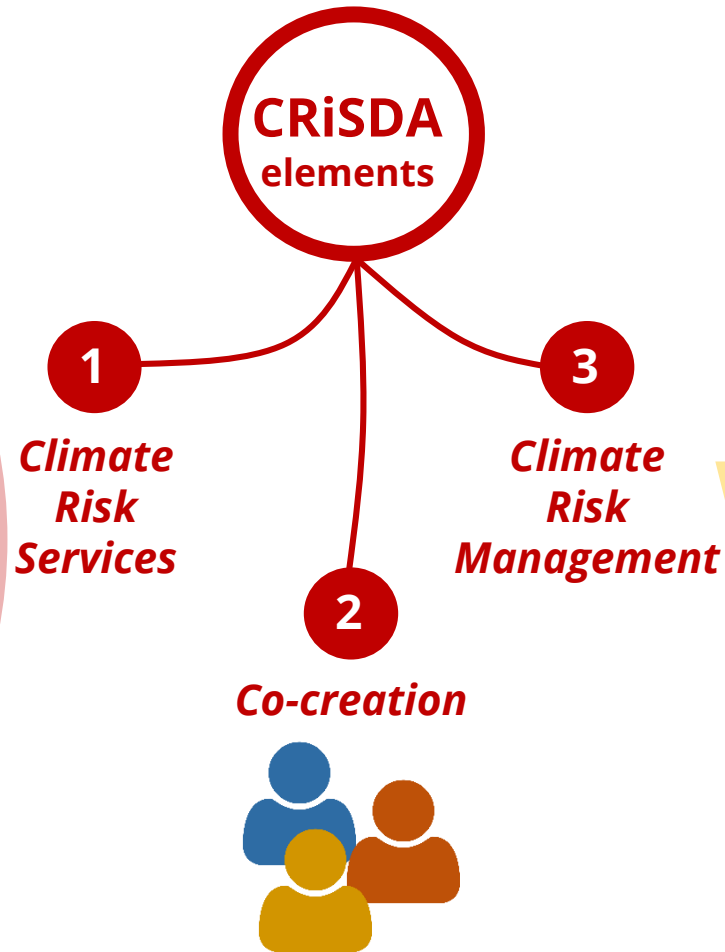 CRiSDA
elements
1
Climate
Risk
Services
2
Co-creation
3
Climate
Risk
Management